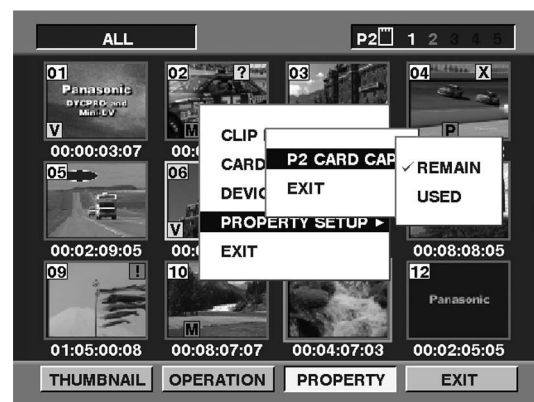 ALL
P2 1 2 3 4 5
01
Panasonic
DVCPRO and
Mini-DV
V
00:00:03:07
02
?
M
03
04
X
P
CLIP
CARD
DEVIC
PROPERTY SETUP ▶
EXIT
P2 CARD CAP
EXIT
✓ REMAIN
USED
05
00:02:09:05
06
V
00:08:08:05
09
!
01:05:00:08
10
M
00:08:07:07
00:04:07:03
12
Panasonic
00:02:05:05
THUMBNAIL
OPERATION
PROPERTY
EXIT